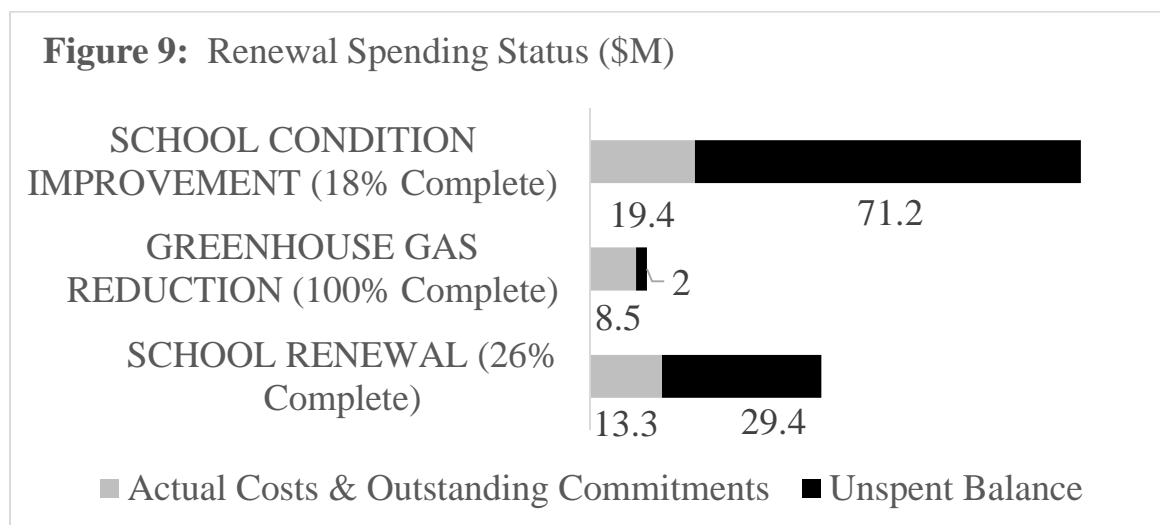 Figure 9: Renewal Spending Status ($M)
SCHOOL CONDITION
IMPROVEMENT (18% Complete)
19.4 71.2
GREENHOUSE GAS
REDUCTION (100% Complete)
2
8.5
SCHOOL RENEWAL (26%
Complete)
13.3 29.4
Actual Costs & Outstanding Commitments Unspent Balance